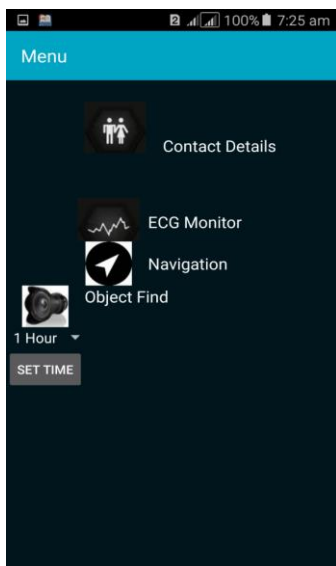 2 100% 7:25 am
Menu
Contact Details
ECG Monitor
Navigation
Object Find
1 Hour
SET TIME